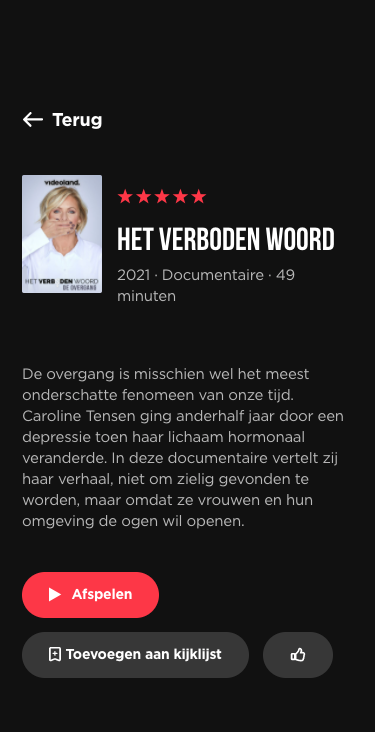 Terug
videoland.
HET VERB DEN WOORD
DE OVERGANG
HET VERBODEN WOORD
2021 · Documentaire · 49
minuten
De overgang is misschien wel het meest
onderschatte fenomeen van onze tijd.
Caroline Tensen ging anderhalf jaar door een
depressie toen haar lichaam hormonaal
veranderde. In deze documentaire vertelt zij
haar verhaal, niet om zielig gevonden te
worden, maar omdat ze vrouwen en hun
omgeving de ogen wil openen.
Afspelen
Toevoegen aan kijklijst